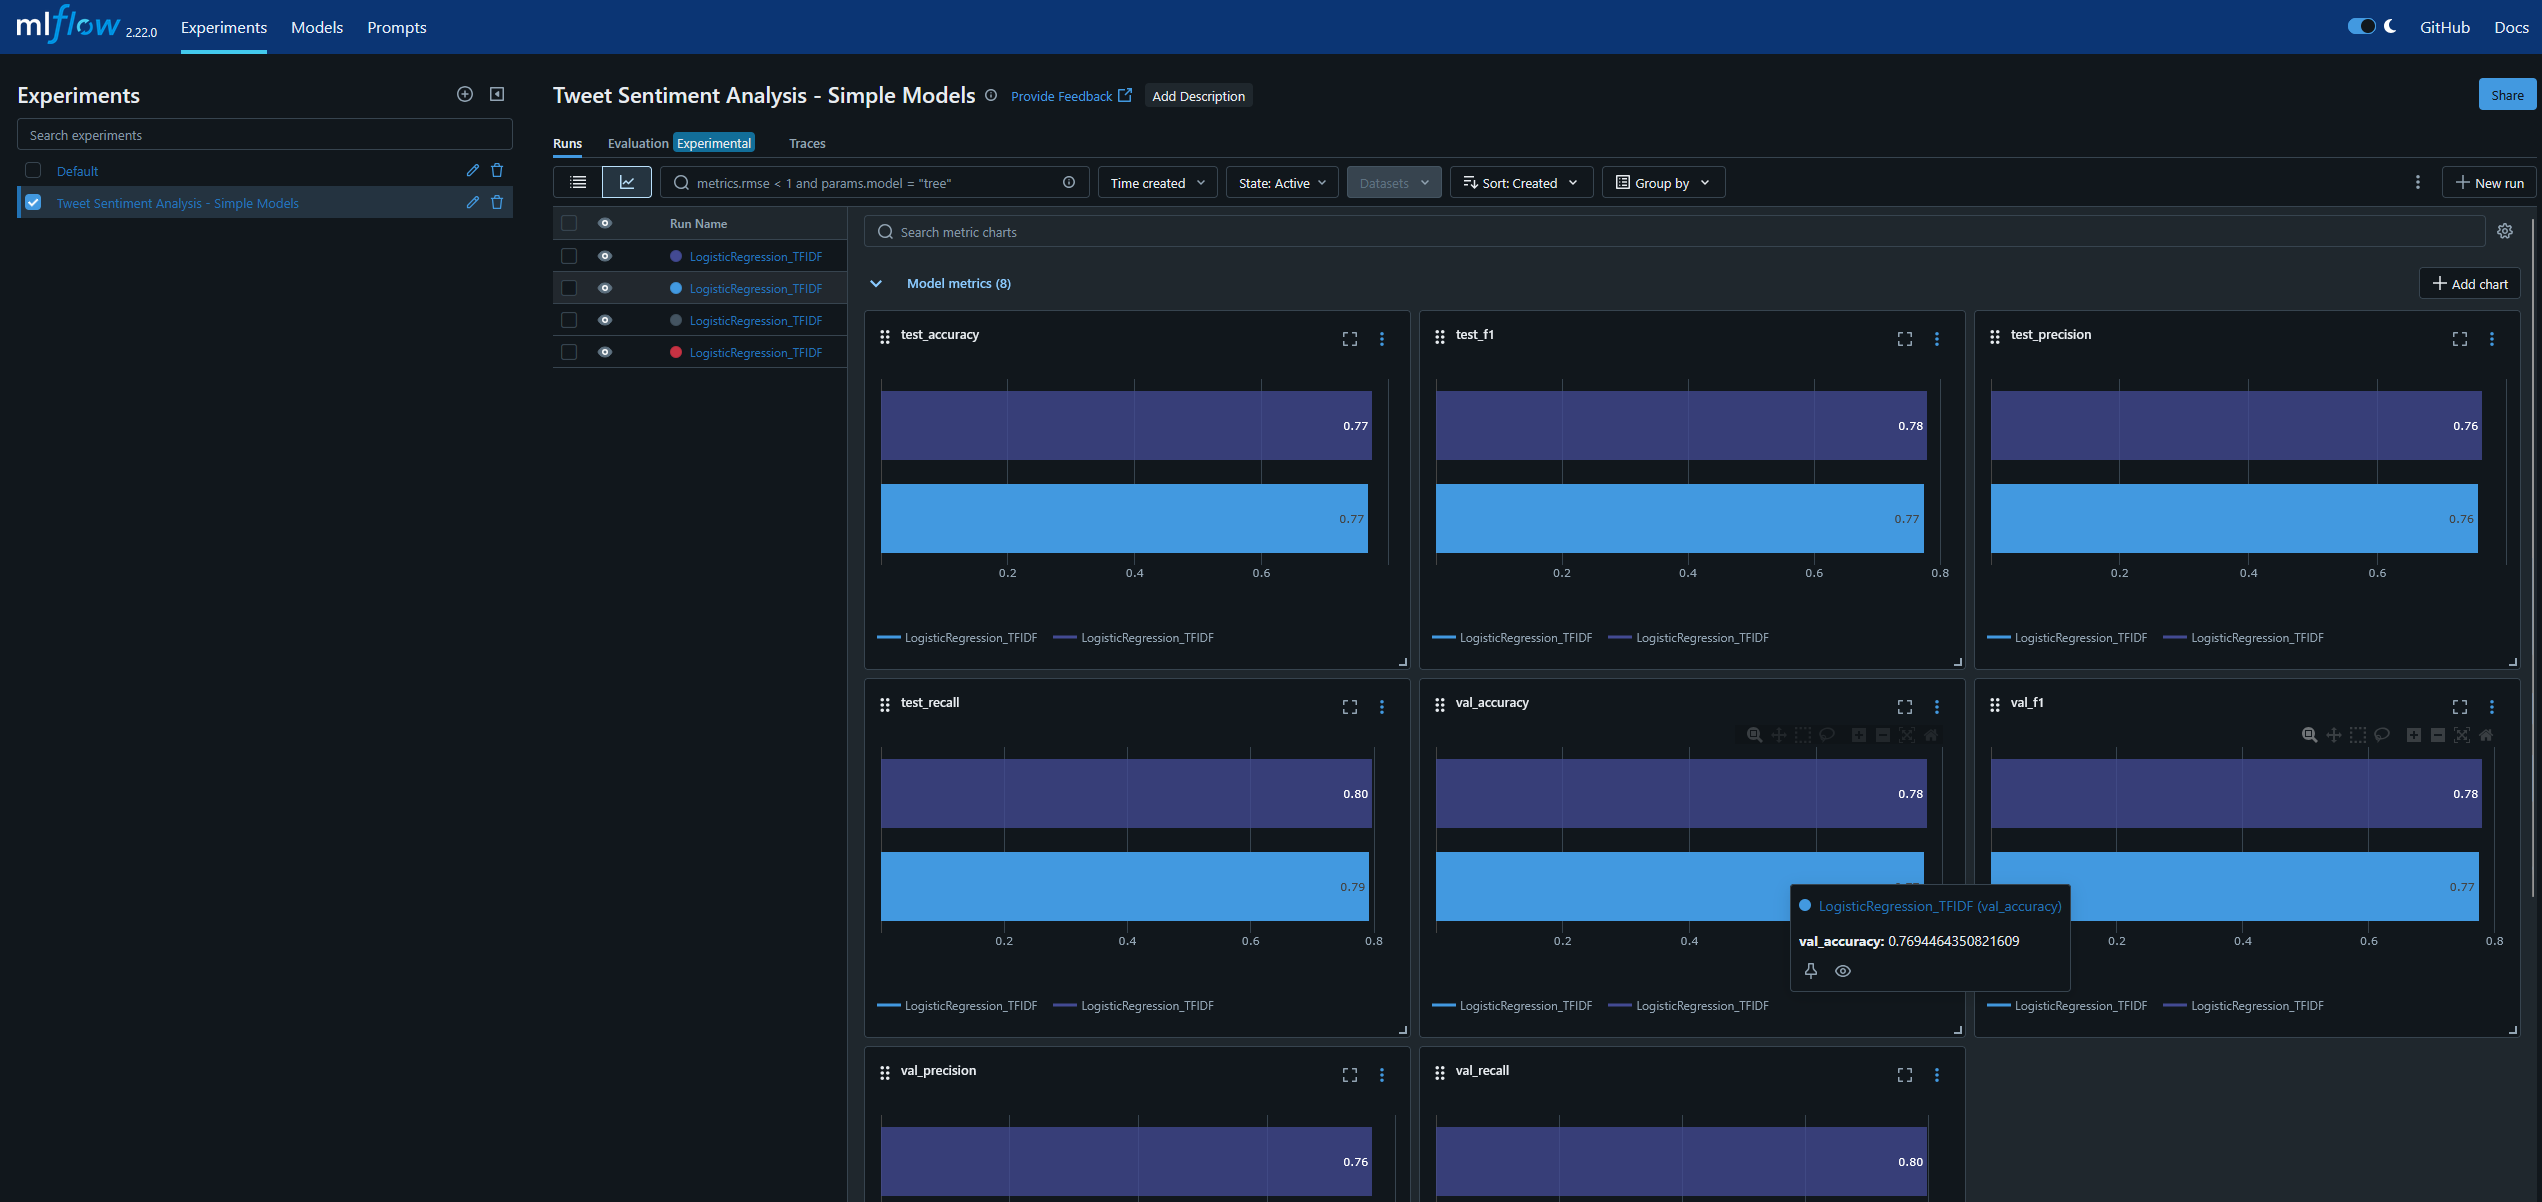 mlflow 2.22.0 Experiments Models Prompts GitHub Docs
Experiments
Search experiments
Default
Tweet Sentiment Analysis - Simple Models
Tweet Sentiment Analysis - Simple Models Provide Feedback Add Description Share
Runs Evaluation Experimental Traces
metrics.rmse < 1 and params.model = "tree" Time created State: Active Datasets Sort: Created Group by New run
Run Name
LogisticRegression_TFIDF
LogisticRegression_TFIDF
LogisticRegression_TFIDF
LogisticRegression_TFIDF
Search metric charts
Model metrics (8) Add chart
test_accuracy
0.77
0.77
0.2 0.4 0.6
LogisticRegression_TFIDF LogisticRegression_TFIDF
test_f1
0.78
0.77
0.2 0.4 0.6 0.8
LogisticRegression_TFIDF LogisticRegression_TFIDF
test_precision
0.76
0.76
0.2 0.4 0.6
LogisticRegression_TFIDF LogisticRegression_TFIDF
test_recall
0.80
0.79
0.2 0.4 0.6 0.8
LogisticRegression_TFIDF LogisticRegression_TFIDF
val_accuracy
0.78
0.2 0.4
LogisticRegression_TFIDF (val_accuracy)
val_accuracy: 0.7694464350821609
LogisticRegression_TFIDF LogisticRegression_TFIDF
val_f1
0.78
0.77
0.2 0.4 0.6 0.8
LogisticRegression_TFIDF LogisticRegression_TFIDF
val_precision
0.76
val_recall
0.80